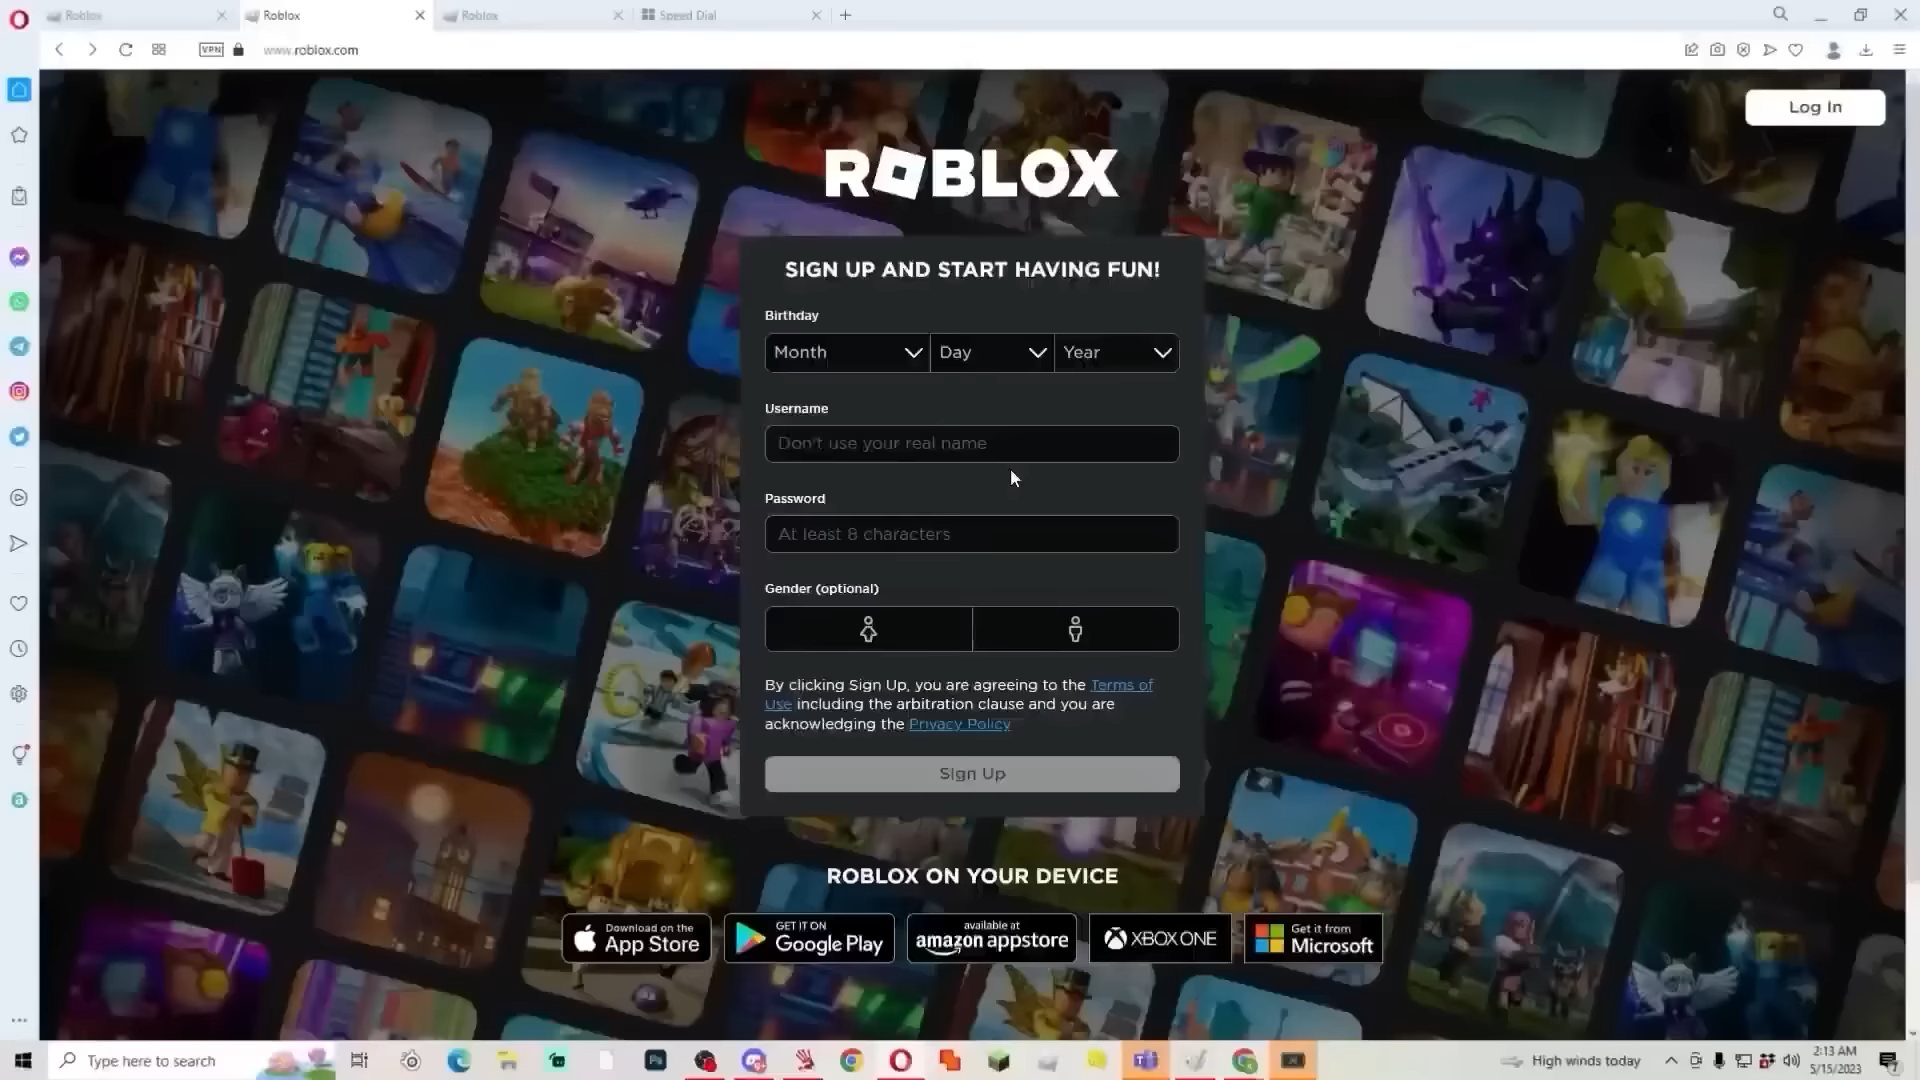 Roblox
Roblox
Roblox
Speed Dial
VPN
www.roblox.com
Log In
ROBLOX
SIGN UP AND START HAVING FUN!
Birthday
Month
Day
Year
Username
Don't use your real name
Password
At least 8 characters
Gender (optional)
By clicking Sign Up, you are agreeing to the Terms of
Use including the arbitration clause and you are
acknowledging the Privacy Policy
Sign Up
ROBLOX ON YOUR DEVICE
Download on the
App Store
GET IT ON
Google Play
available at
amazon appstore
XBOX ONE
Get it from
Microsoft
Type here to search
High winds today
2:13 AM
5/15/2023